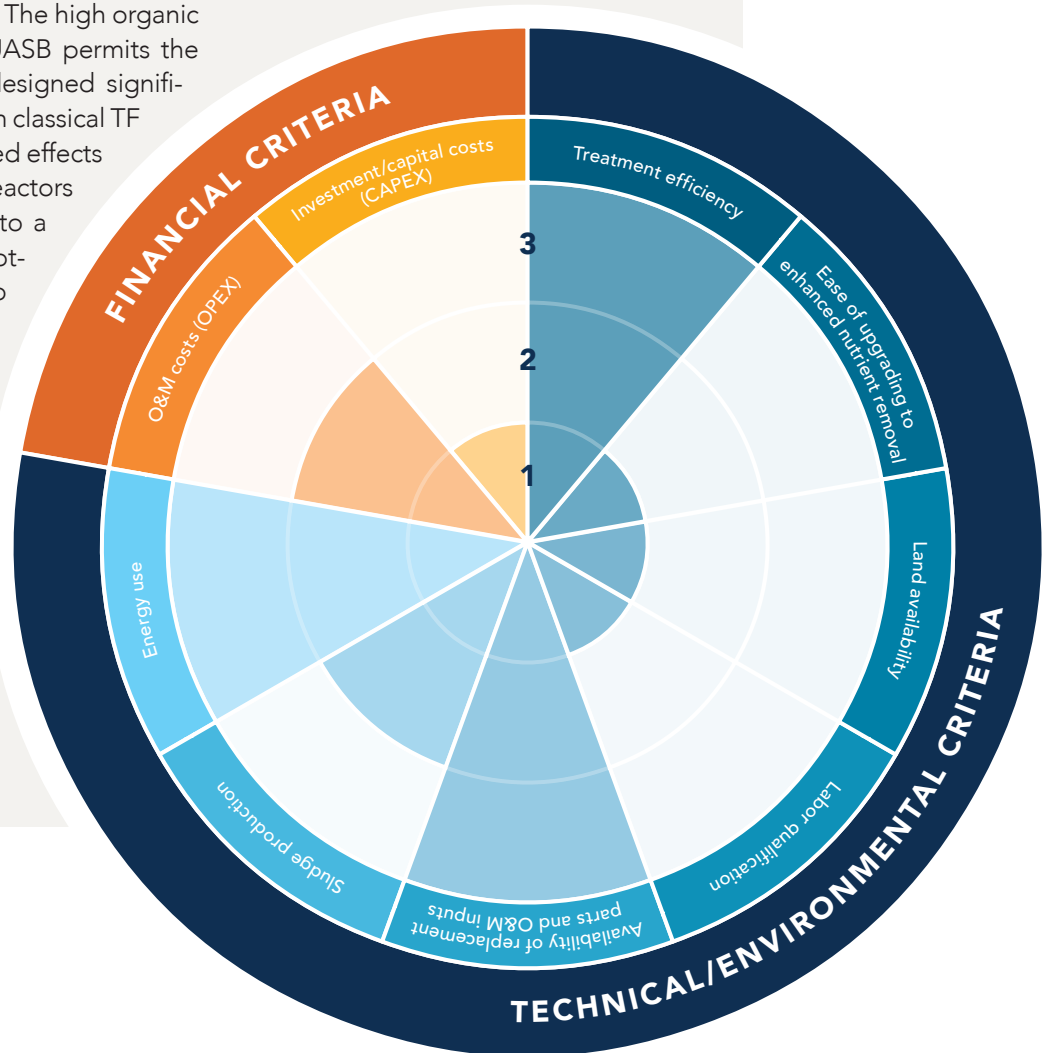 The high organic
UASB permits the
designed signifi-
classical TF
effects
to a
FINANCIAL CRITERIA
Investment/capital costs
(CAPEX)
O&M costs (OPEX)
Treatment efficiency
Ease of upgrading to
enhanced nutrient removal
Land availability
Labor qualification
Availability of replacement
parts and O&M inputs
Sludge production
Energy use
3
2
1
TECHNICAL/ENVIRONMENTAL CRITERIA